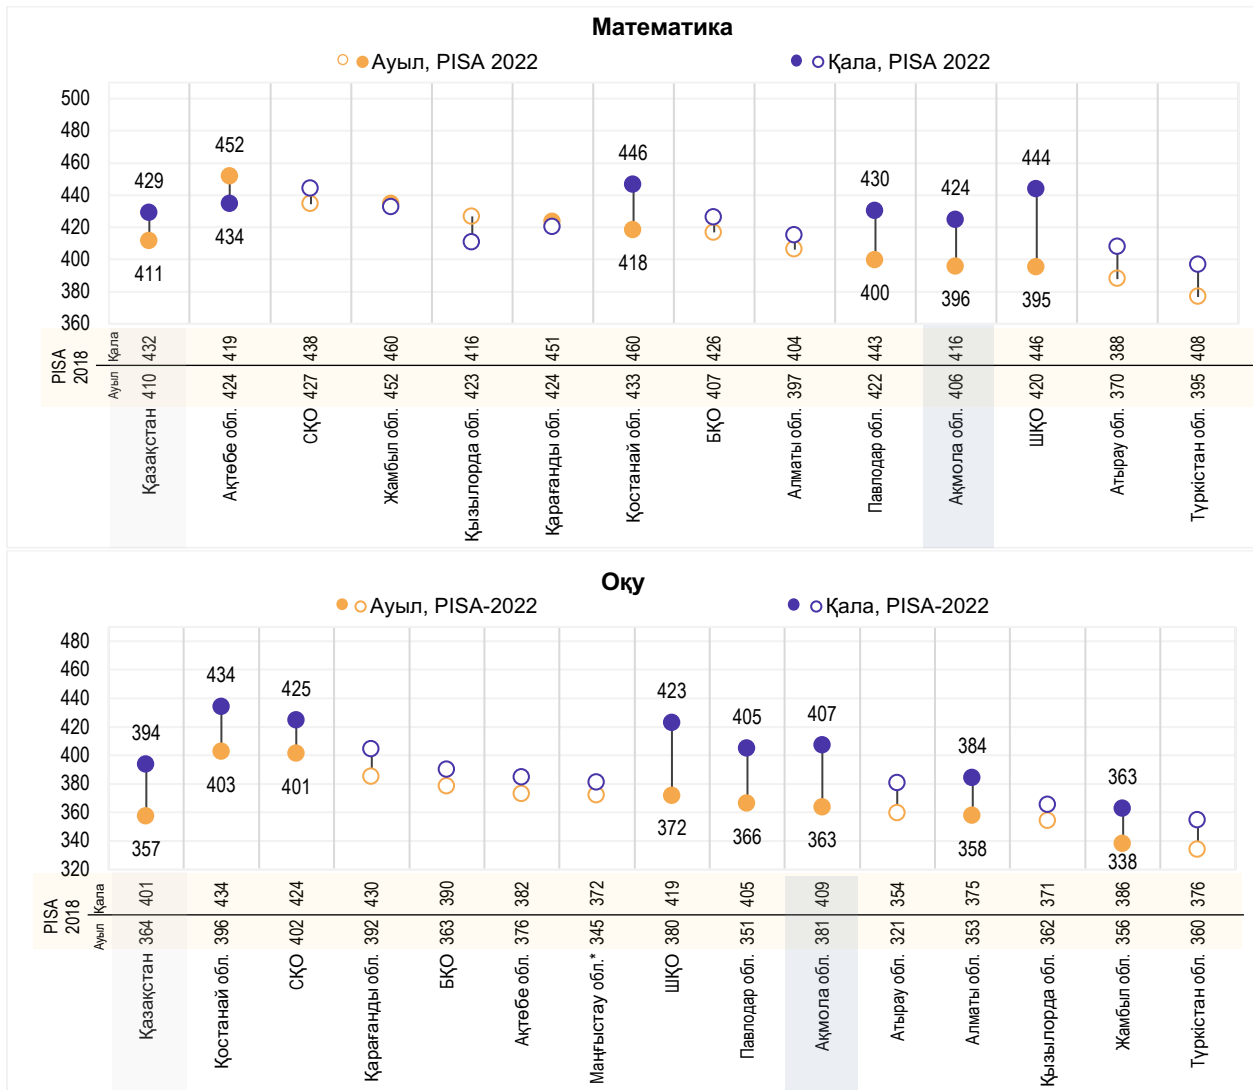 Математика
Ауыл, PISA 2022 Қала, PISA 2022
500
480
460
440
420
400
380
360
429 452 446 430 424 444
411 434 418 400 396 395
PISA 2018
Қала 432 419 438 460 416 451 460 426 404 443 416 446 388 408
Ауыл 410 424 427 452 423 424 433 407 397 422 406 420 370 395
Қазақстан
Ақтөбе обл.
СҚО
Жамбыл обл.
Қызылорда обл.
Қарағанды обл.
Қостанай обл.
БҚО
Алматы обл.
Павлодар обл.
Ақмола обл.
ШҚО
Атырау обл.
Түркістан обл.
Оқу
Ауыл, PISA-2022 Қала, PISA-2022
480
460
440
420
400
380
360
340
320
394 434 425 423 405 407 384 363
357 403 401 372 366 363 358 338
PISA 2018
Қала 401 434 424 430 390 382 372 419 405 409 354 375 371 386 376
Ауыл 364 396 402 392 363 376 345 380 351 381 321 353 362 356 360
Қазақстан
Қостанай обл.
СҚО
Қарағанды обл.
БҚО
Ақтөбе обл.
Маңғыстау обл.*
ШҚО
Павлодар обл.
Ақмола обл.
Атырау обл.
Алматы обл.
Қызылорда обл.
Жамбыл обл.
Түркістан обл.